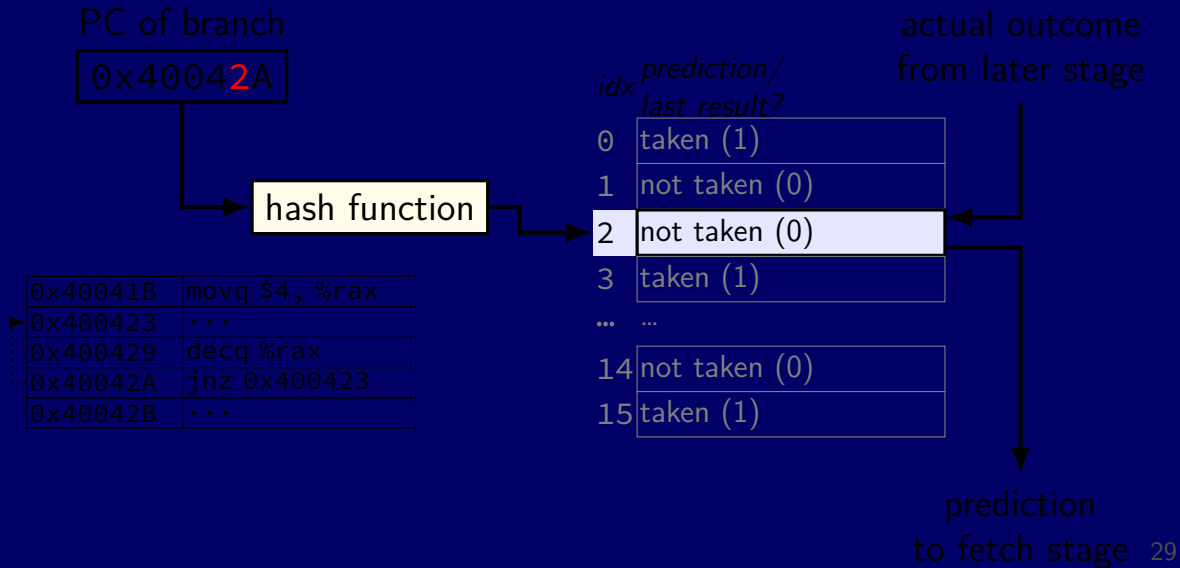 PC of branch
0x40042A
hash function
0x40041B movq $4, %rax
0x400423 ...
0x400429 decq %rax
0x40042A jnz 0x400423
0x40042B ...
idx prediction/
last result?
0 taken (1)
1 not taken (0)
2 not taken (0)
3 taken (1)
... ...
14 not taken (0)
15 taken (1)
actual outcome
from later stage
prediction
to fetch stage
29